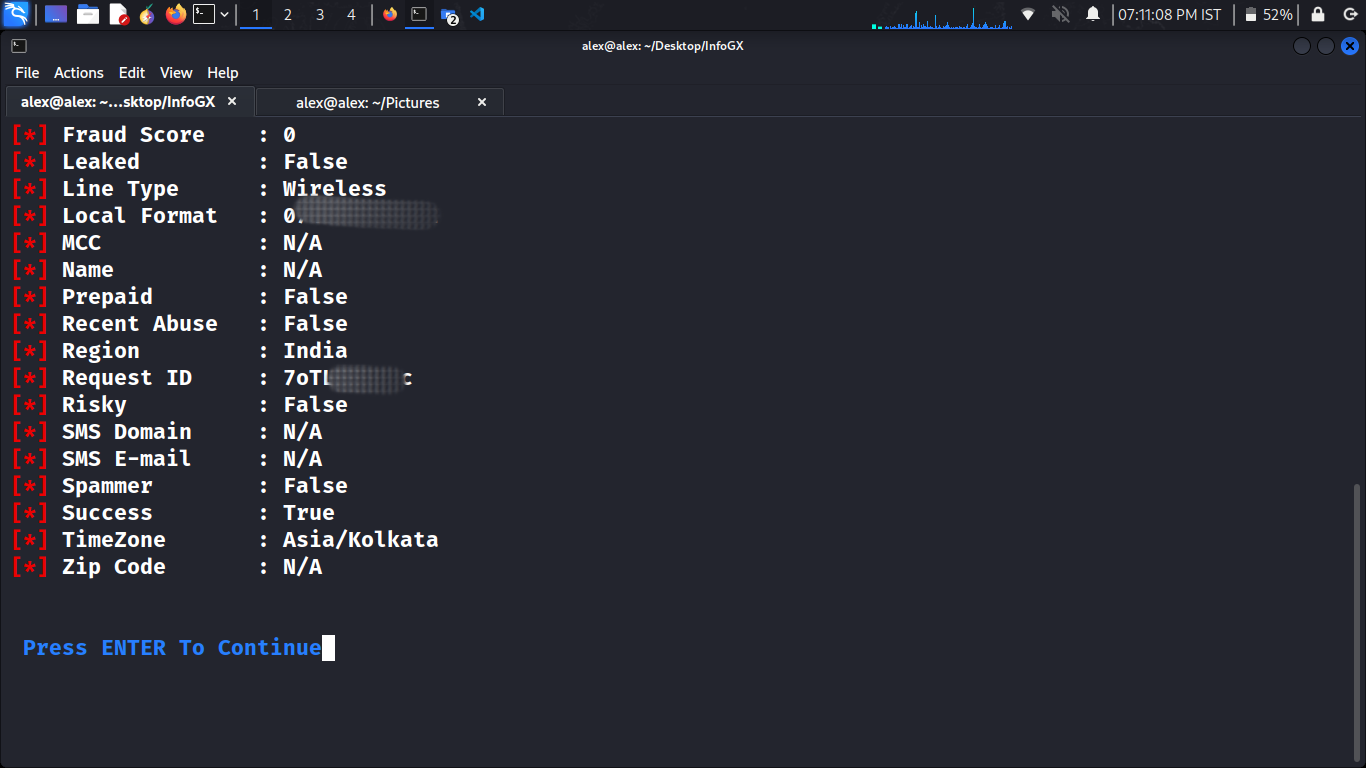 1 2 3 4 2 07:11:08 PM IST 52%
alex@alex: ~/Desktop/InfoGX
File Actions Edit View Help
alex@alex: ~...sktop/InfoGX × alex@alex: ~/Pictures ×
[*] Fraud Score : 0
[*] Leaked : False
[*] Line Type : Wireless
[*] Local Format : 0
[*] MCC : N/A
[*] Name : N/A
[*] Prepaid : False
[*] Recent Abuse : False
[*] Region : India
[*] Request ID : 7oTL c
[*] Risky : False
[*] SMS Domain : N/A
[*] SMS E-mail : N/A
[*] Spammer : False
[*] Success : True
[*] TimeZone : Asia/Kolkata
[*] Zip Code : N/A
Press ENTER To Continue